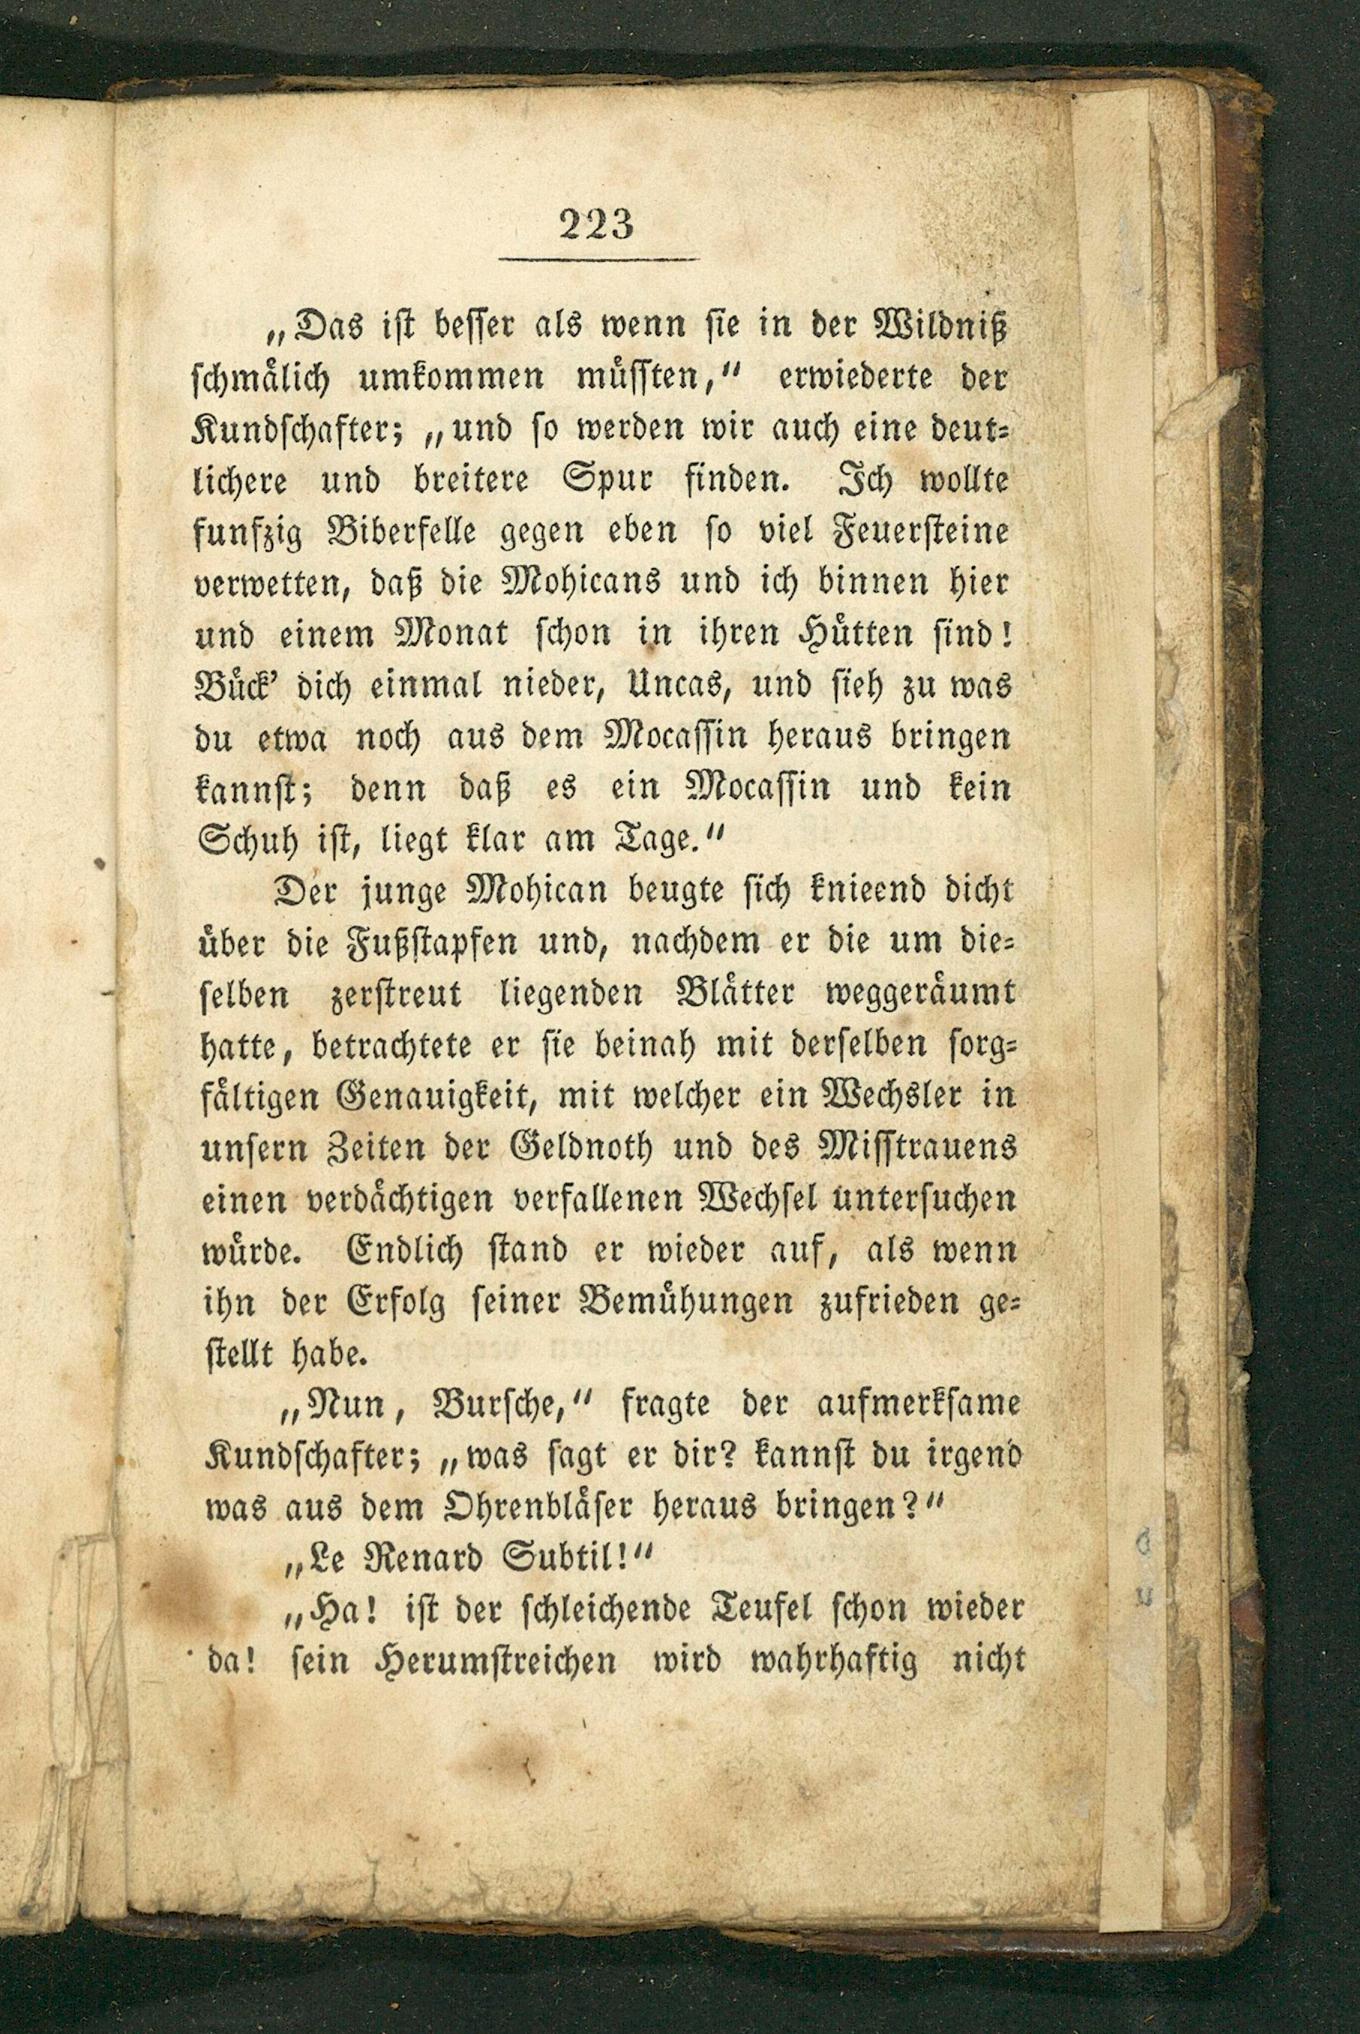 223
„Das ist besser als wenn sie in der Wildniß
schmälich umkommen müssten,“ erwiederte der
Kundschafter; „und so werden wir auch eine deut-
lichere und breitere Spur finden. Ich wollte
funfzig Biberfelle gegen eben so viel Feuersteine
verwetten, daß die Mohicans und ich binnen hier
und einem Monat schon in ihren Hütten sind!
Bück’ dich einmal nieder, Uncas, und sieh zu was
du etwa noch aus dem Mocassin heraus bringen
kannst; denn daß es ein Mocassin und kein
Schuh ist, liegt klar am Tage.“
Der junge Mohican beugte sich knieend dicht
über die Fußstapfen und, nachdem er die um die-
selben zerstreut liegenden Blätter weggeräumt
hatte, betrachtete er sie beinah mit derselben sorg-
fältigen Genauigkeit, mit welcher ein Wechsler in
unsern Zeiten der Geldnoth und des Misstrauens
einen verdächtigen verfallenen Wechsel untersuchen
würde. Endlich stand er wieder auf, als wenn
ihn der Erfolg seiner Bemühungen zufrieden ge-
stellt habe.
„Nun, Bursche,“ fragte der aufmerksame
Kundschafter; „was sagt er dir? kannst du irgend
was aus dem Ohrenbläser heraus bringen?“
„Le Renard Subtil!“
„Ha! ist der schleichende Teufel schon wieder
da! sein Herumstreichen wird wahrhaftig nicht